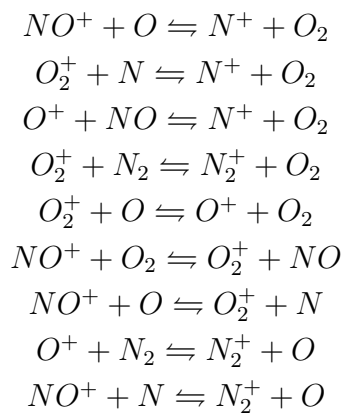 NO⁺ + O ⇋ N⁺ + O₂
O₂⁺ + N ⇋ N⁺ + O₂
O⁺ + NO ⇋ N⁺ + O₂
O₂⁺ + N₂ ⇋ N₂⁺ + O₂
O₂⁺ + O ⇋ O⁺ + O₂
NO⁺ + O₂ ⇋ O₂⁺ + NO
NO⁺ + O ⇋ O₂⁺ + N
O⁺ + N₂ ⇋ N₂⁺ + O
NO⁺ + N ⇋ N₂⁺ + O